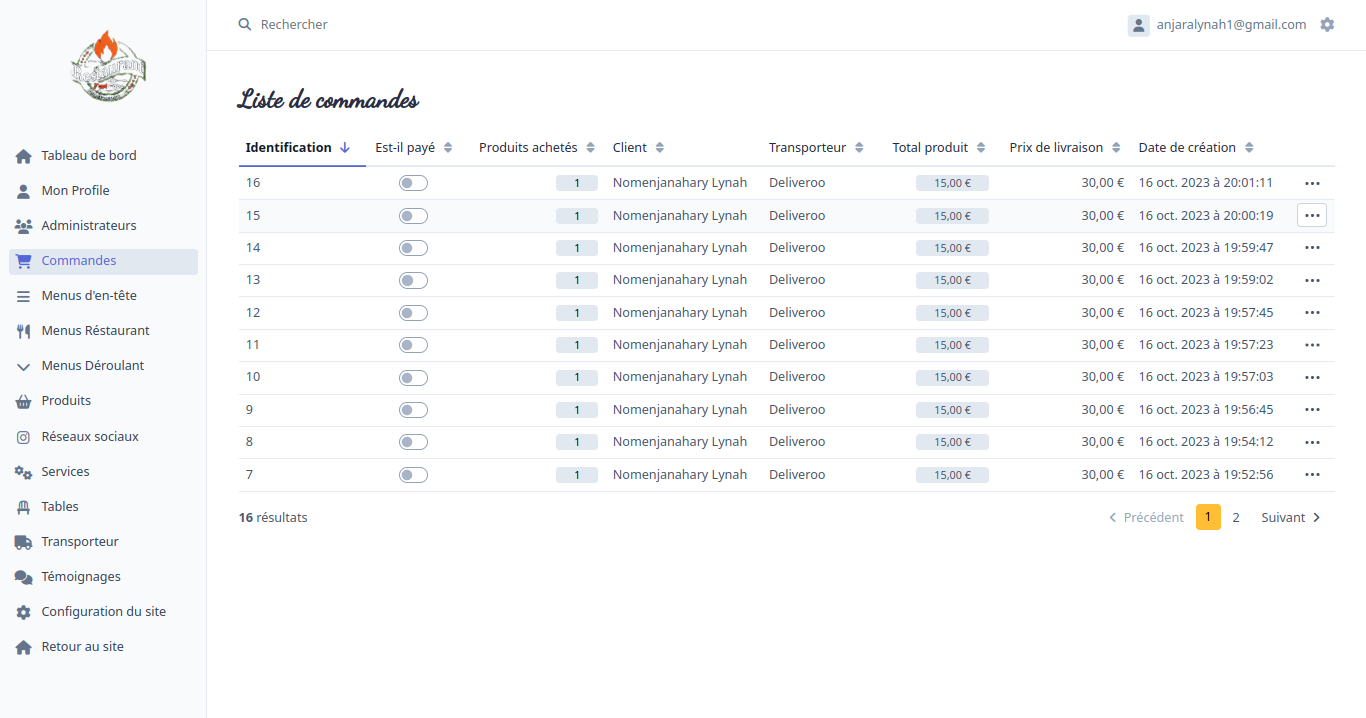 Restaurant
Rechercher
anjaralynah1@gmail.com
Liste de commandes
Tableau de bord
Mon Profile
Administrateurs
Commandes
Menus d'en-tête
Menus Réstaurant
Menus Déroulant
Produits
Réseaux sociaux
Services
Tables
Transporteur
Témoignages
Configuration du site
Retour au site
Identification Est-il payé Produits achetés Client Transporteur Total produit Prix de livraison Date de création
16 1 Nomenjanahary Lynah Deliveroo 15,00 € 30,00 € 16 oct. 2023 à 20:01:11
15 1 Nomenjanahary Lynah Deliveroo 15,00 € 30,00 € 16 oct. 2023 à 20:00:19
14 1 Nomenjanahary Lynah Deliveroo 15,00 € 30,00 € 16 oct. 2023 à 19:59:47
13 1 Nomenjanahary Lynah Deliveroo 15,00 € 30,00 € 16 oct. 2023 à 19:59:02
12 1 Nomenjanahary Lynah Deliveroo 15,00 € 30,00 € 16 oct. 2023 à 19:57:45
11 1 Nomenjanahary Lynah Deliveroo 15,00 € 30,00 € 16 oct. 2023 à 19:57:23
10 1 Nomenjanahary Lynah Deliveroo 15,00 € 30,00 € 16 oct. 2023 à 19:57:03
9 1 Nomenjanahary Lynah Deliveroo 15,00 € 30,00 € 16 oct. 2023 à 19:56:45
8 1 Nomenjanahary Lynah Deliveroo 15,00 € 30,00 € 16 oct. 2023 à 19:54:12
7 1 Nomenjanahary Lynah Deliveroo 15,00 € 30,00 € 16 oct. 2023 à 19:52:56
16 résultats
Précédent 1 2 Suivant